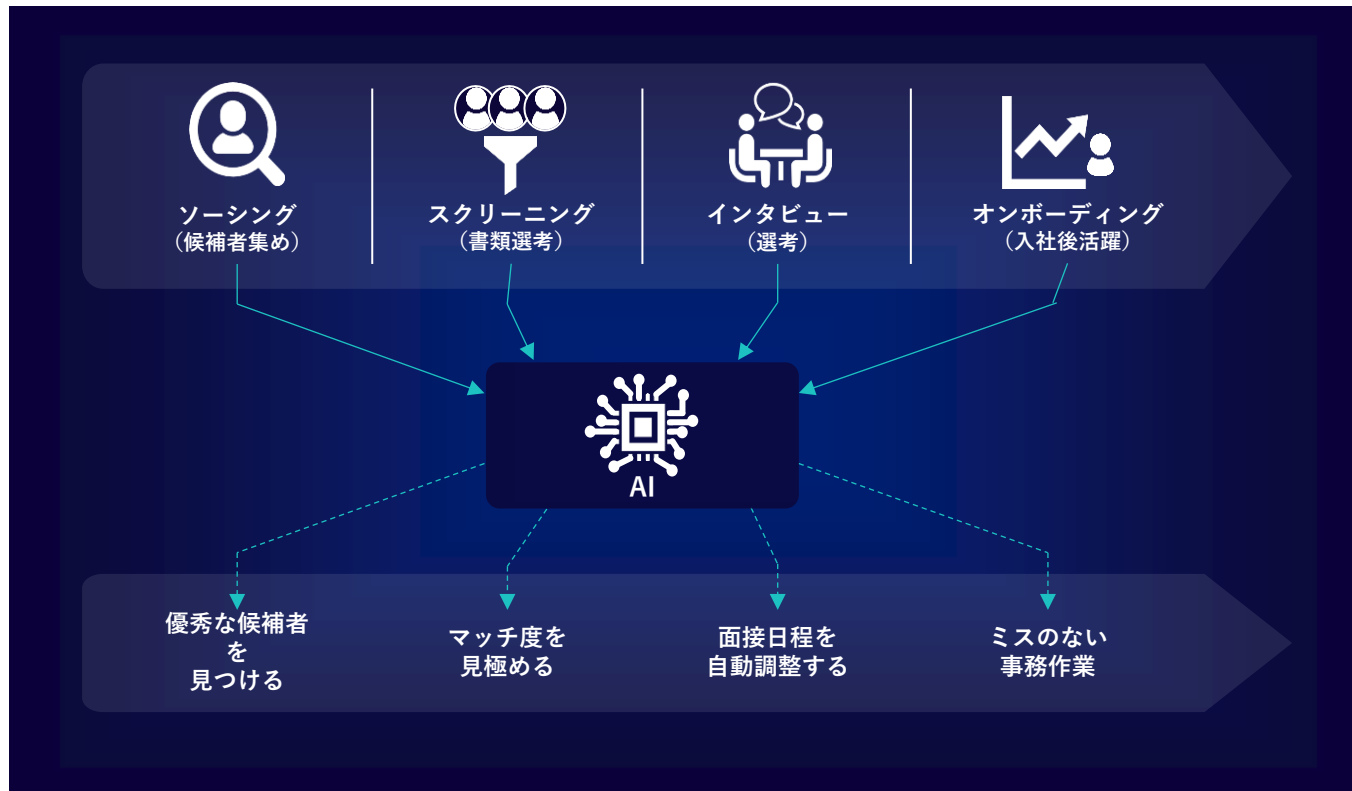 ソーシング
（候補者集め）
スクリーニング
（書類選考）
インタビュー
（選考）
オンボーディング
（入社後活躍）
AI
優秀な候補者
を
見つける
マッチ度を
見極める
面接日程を
自動調整する
ミスのない
事務作業